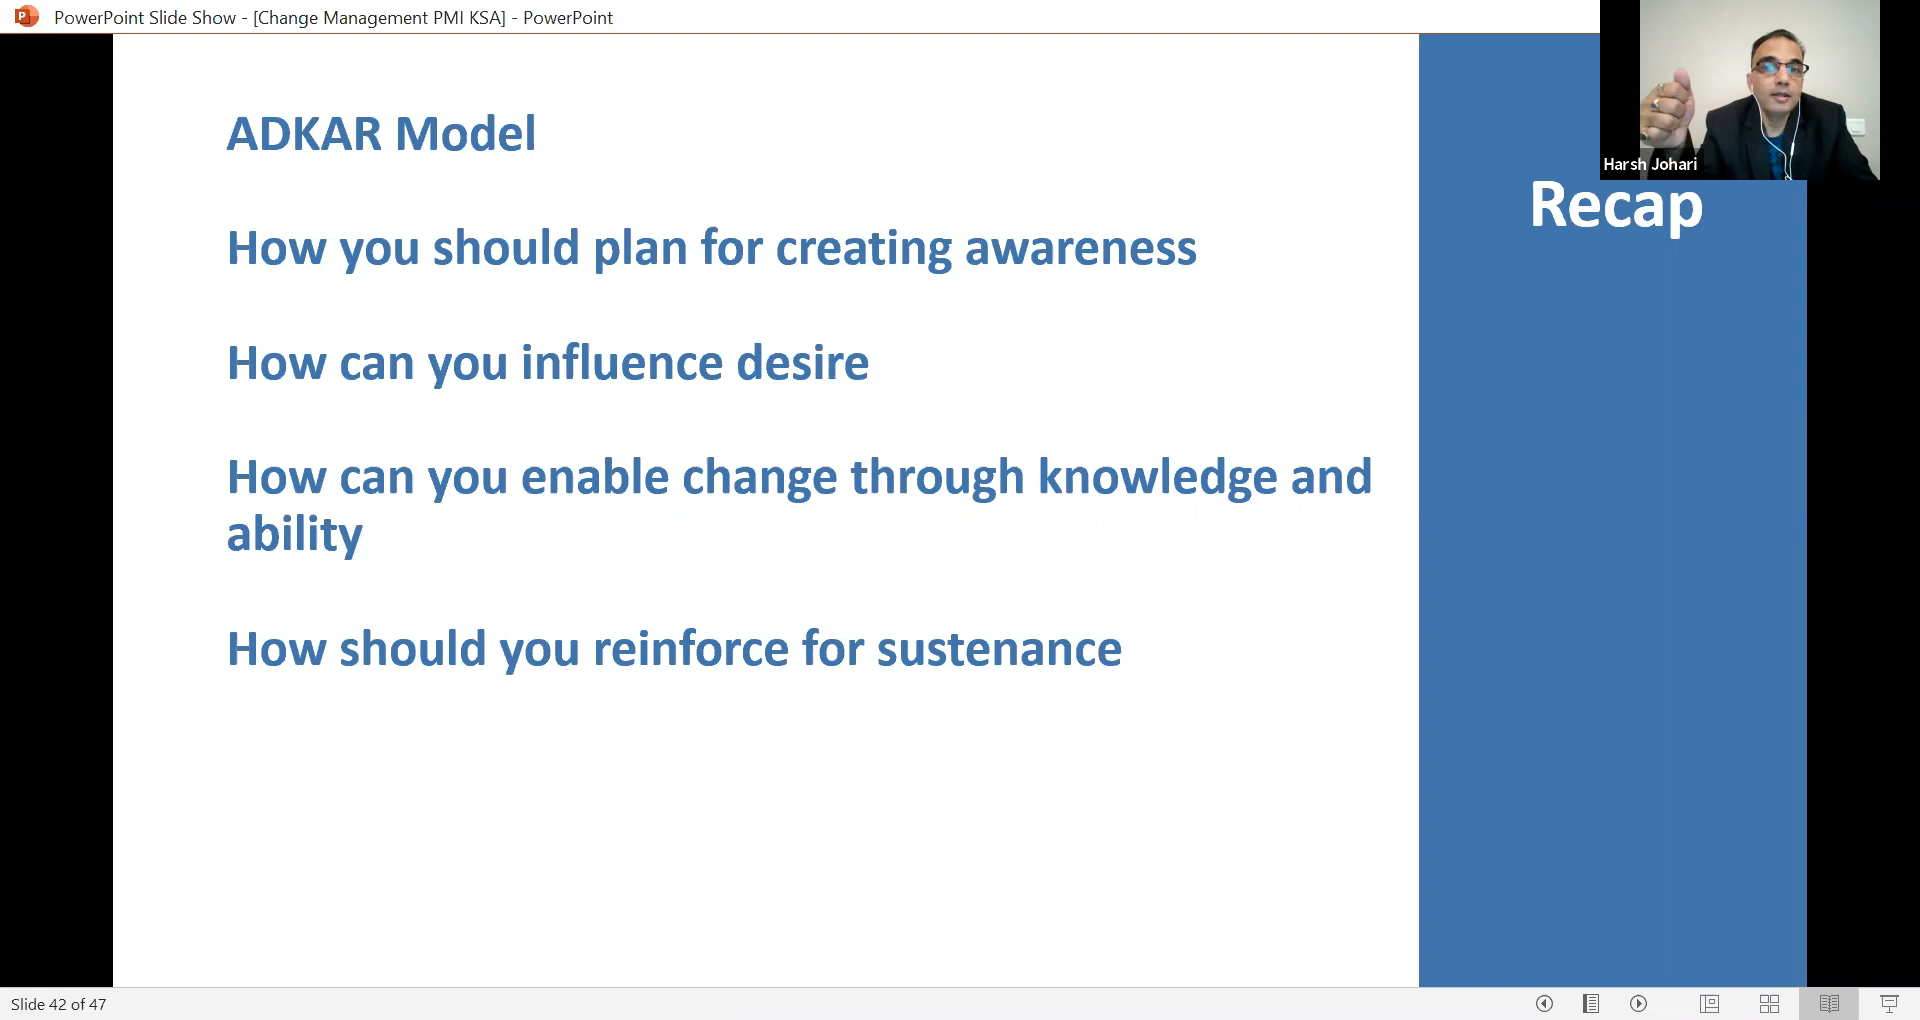 PowerPoint Slide Show - [Change Management PMI KSA] - PowerPoint
Harsh Johari
Recap
ADKAR Model
How you should plan for creating awareness
How can you influence desire
How can you enable change through knowledge and
ability
How should you reinforce for sustenance
Slide 42 of 47